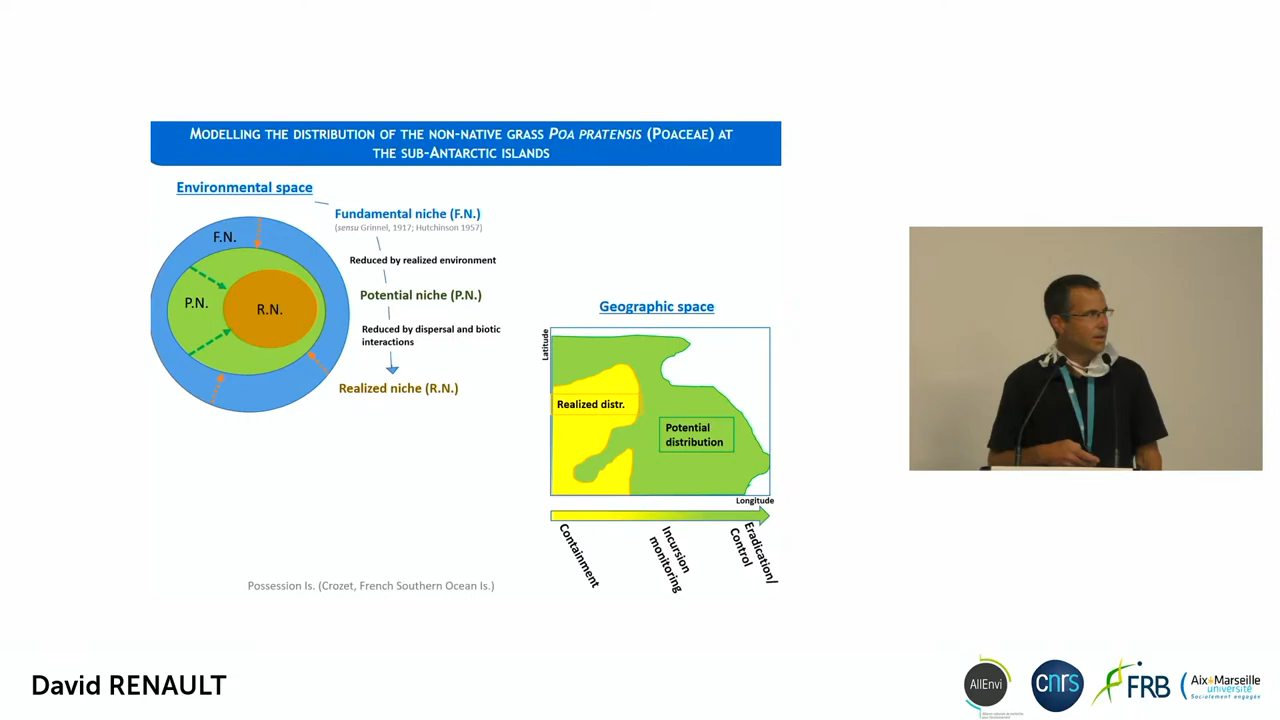 MODELLING THE DISTRIBUTION OF THE NON-NATIVE GRASS POA PRATENSIS (POACEAE) AT
THE SUB-ANTARCTIC ISLANDS
Environmental space
Fundamental niche (F.N.)
(sensu Grinnel, 1917; Hutchinson 1957)
F.N.
Reduced by realized environment
P.N.
R.N.
Potential niche (P.N.)
Reduced by dispersal and biotic
interactions
Realized niche (R.N.)
Geographic space
Latitude
Realized distr.
Potential
distribution
Longitude
Containment
Incursion
monitoring
Eradication/
Control
Possession Is. (Crozet, French Southern Ocean Is.)
David RENAULT
AllEnvi
cnrs
FRB
Aix*Marseille
université
Socialement engagée